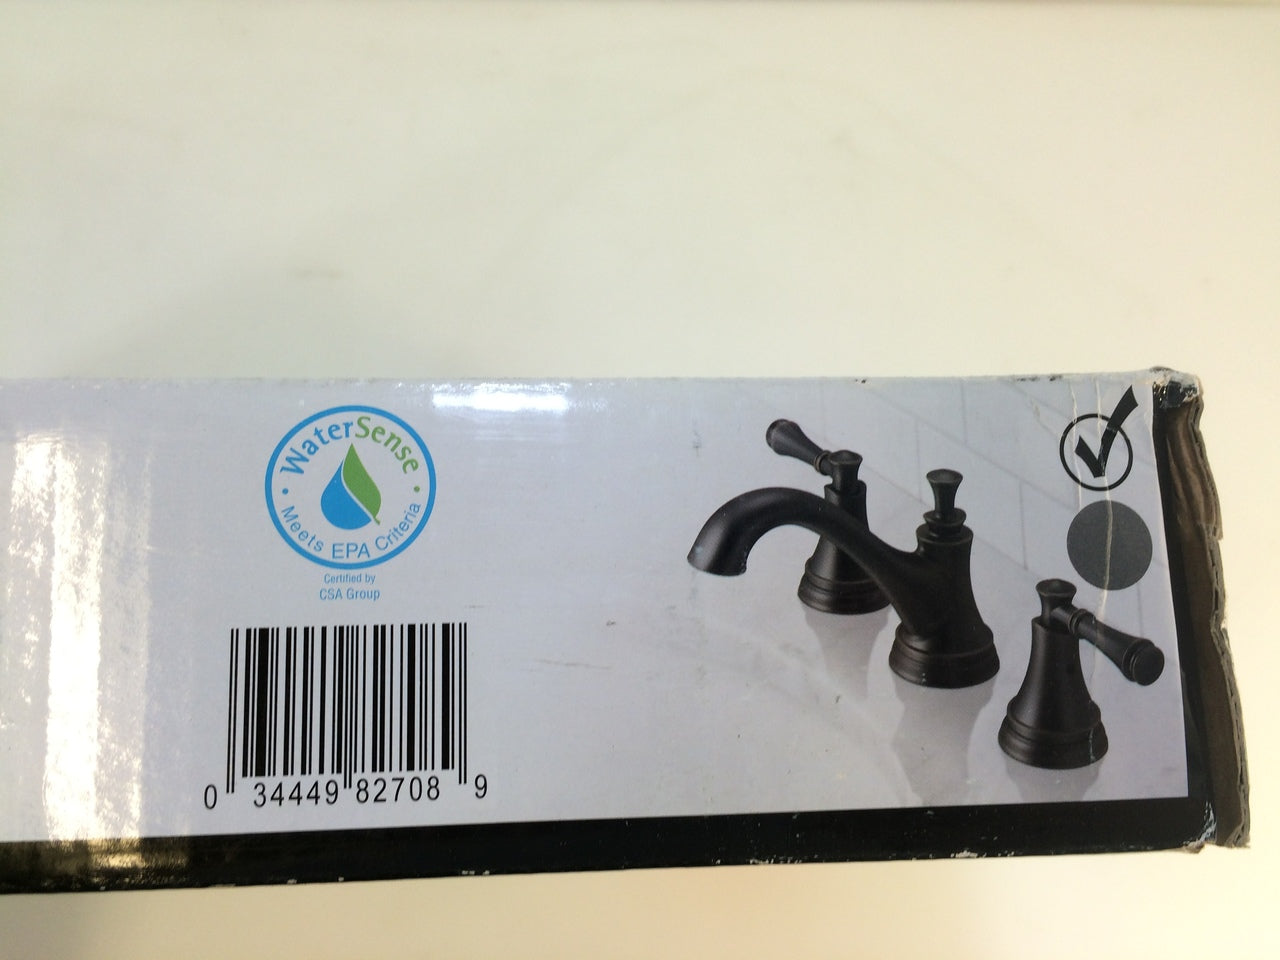 WaterSense
Meets EPA Criteria
Certified by
CSA Group
0 34449 82708 9